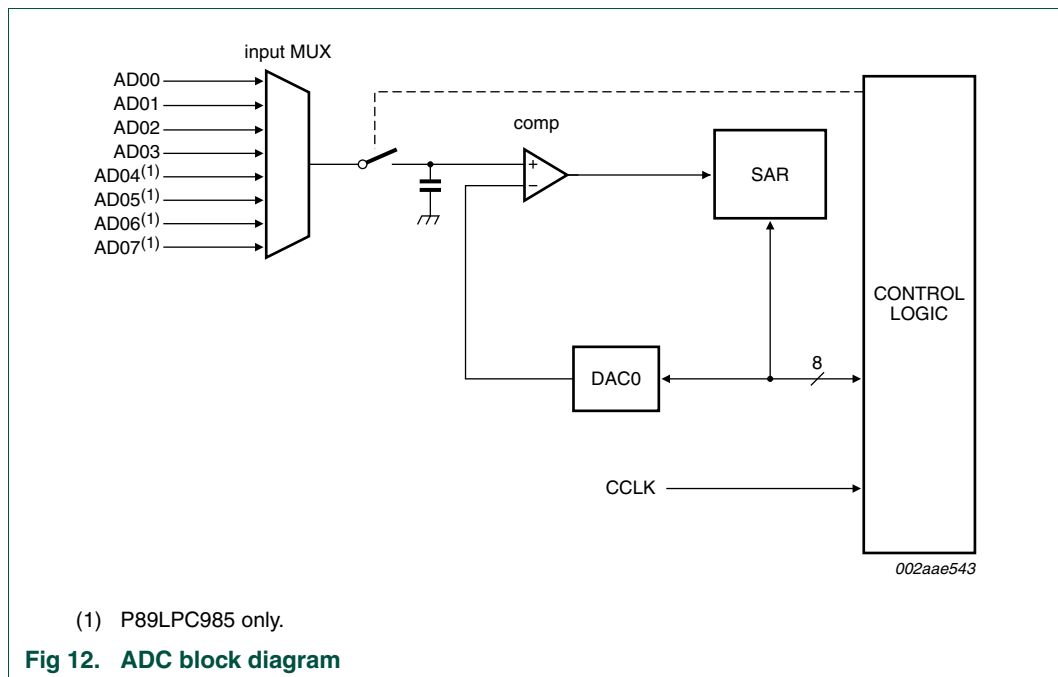 input MUX
AD00
AD01
AD02
AD03
AD04(1)
AD05(1)
AD06(1)
AD07(1)
comp
+
−
SAR
CONTROL
LOGIC
DAC0
8
CCLK
002aae543
(1) P89LPC985 only.
Fig 12. ADC block diagram